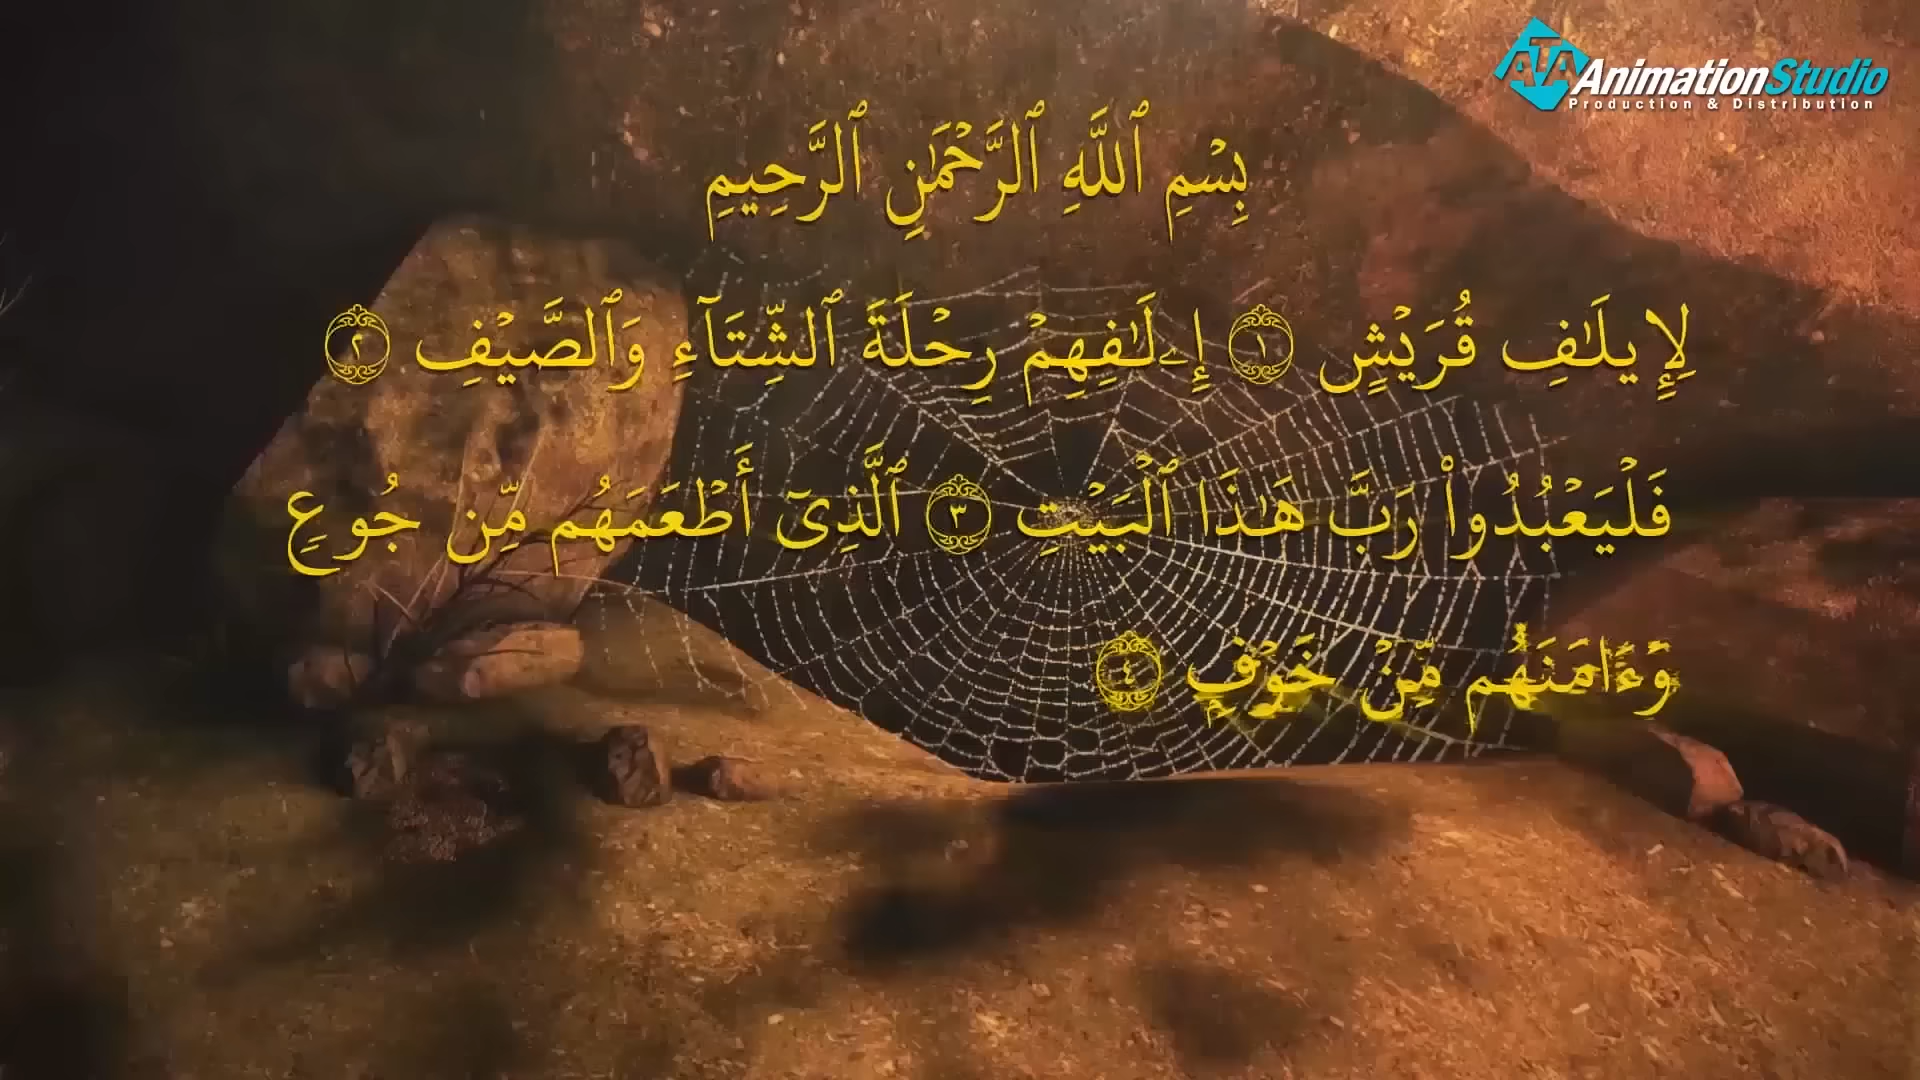 ATA AnimationStudio
Production & Distribution
بِسْمِ ٱللَّهِ ٱلرَّحْمَٰنِ ٱلرَّحِيمِ
لِإِيلَٰفِ قُرَيْشٍ ۝١ إِۦلَٰفِهِمْ رِحْلَةَ ٱلشِّتَآءِ وَٱلصَّيْفِ ۝٢
فَلْيَعْبُدُوا۟ رَبَّ هَٰذَا ٱلْبَيْتِ ۝٣ ٱلَّذِىٓ أَطْعَمَهُم مِّن جُوعٍ
وَءَامَنَهُم مِّنْ خَوْفٍۭ ۝٤